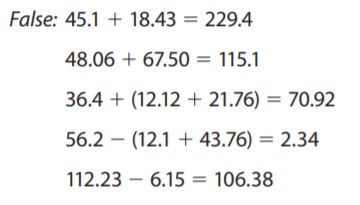 False: 45.1 + 18.43 = 229.4
48.06 + 67.50 = 115.1
36.4 + (12.12 + 21.76) = 70.92
56.2 − (12.1 + 43.76) = 2.34
112.23 − 6.15 = 106.38